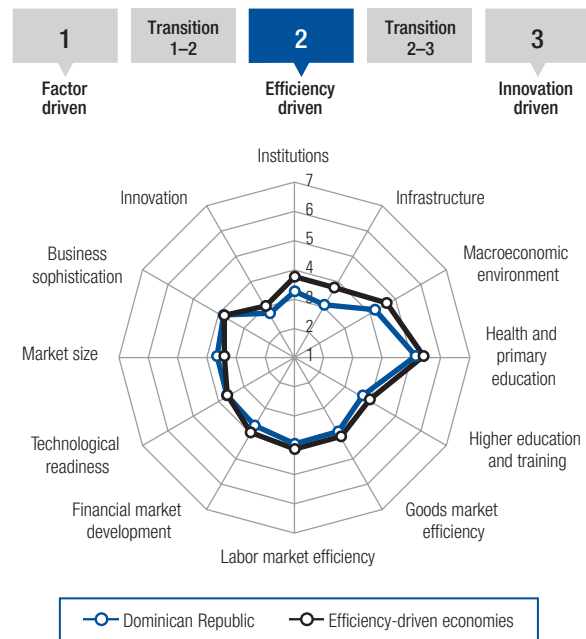 1
Transition
1–2
2
Transition
2–3
3
Factor
driven
Efficiency
driven
Innovation
driven
Institutions
Innovation
Infrastructure
Business
sophistication
Macroeconomic
environment
Market size
Health and
primary
education
Technological
readiness
Higher education
and training
Financial market
development
Goods market
efficiency
Labor market efficiency
7
6
5
4
3
2
1
Dominican Republic
Efficiency-driven economies